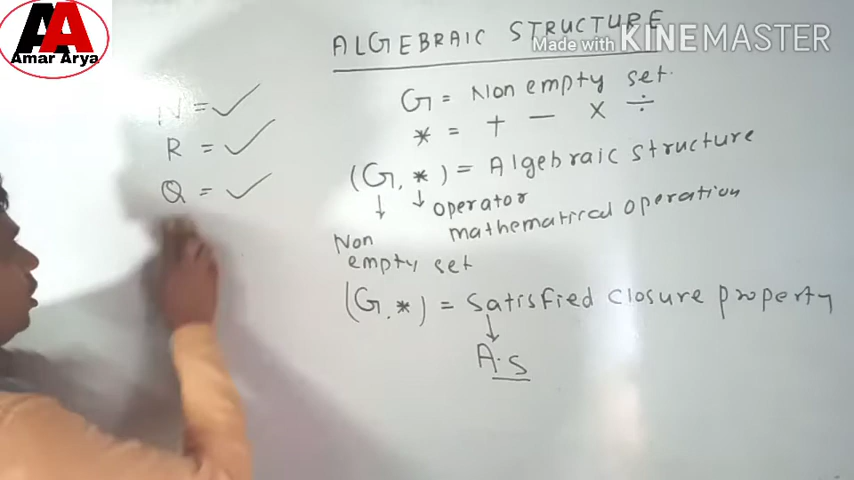 AA
Amar Arya
Made with KINEMASTER
ALGEBRAIC STRUCTURE
G = Non empty set.
* = + — × ÷
(G, *) = Algebraic structure
↓ ↓ operator
mathematical operation
Non
empty set
(G, *) = Satisfied closure property
↓
A.S
N = ✓
R = ✓
Q = ✓